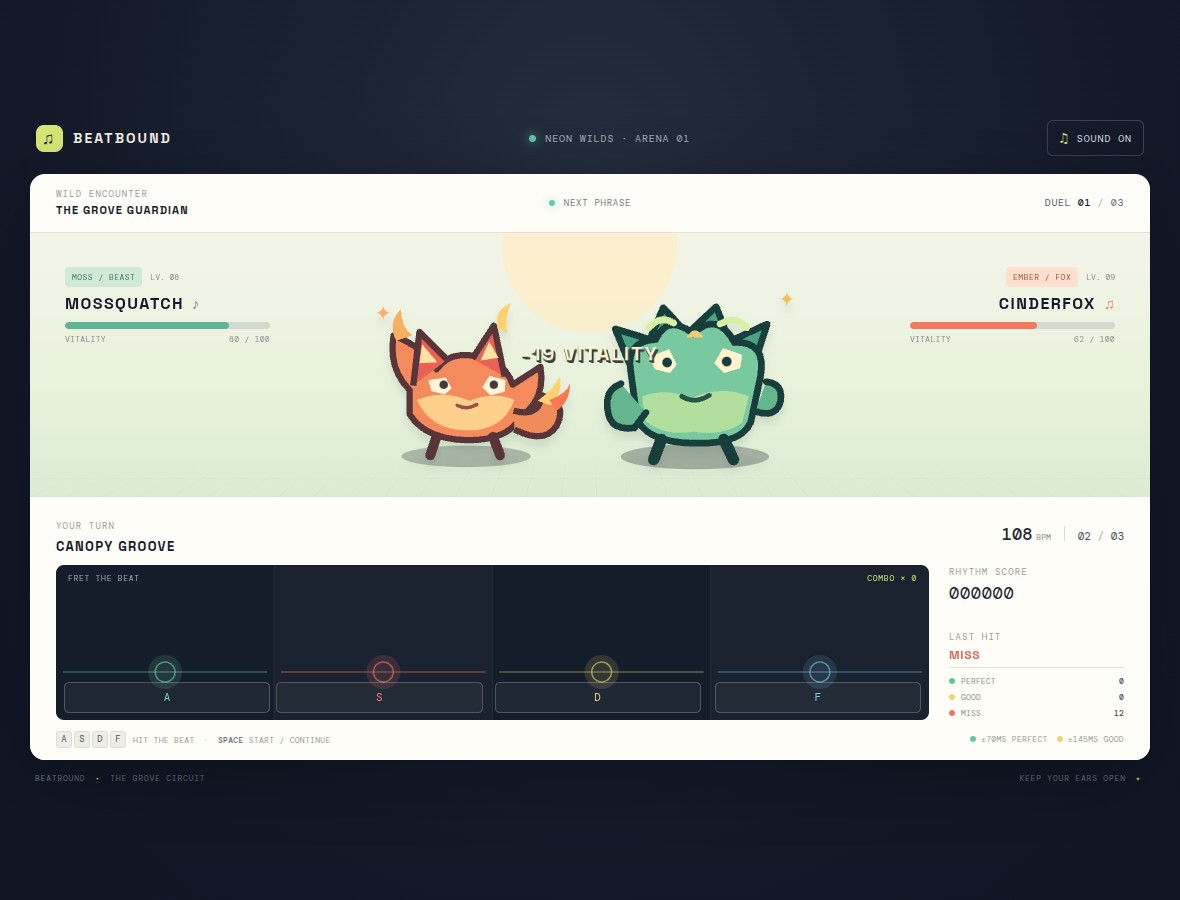 ♫ BEATBOUND
NEON WILDS · ARENA 01
♫ SOUND ON
WILD ENCOUNTER
THE GROVE GUARDIAN
NEXT PHRASE
DUEL 01 / 03
MOSS / BEAST LV. 08
MOSSQUATCH ♪
VITALITY 80 / 100
EMBER / FOX LV. 09
CINDERFOX ♫
VITALITY 62 / 100
-19 VITALITY
YOUR TURN
CANOPY GROOVE
108 BPM 02 / 03
FRET THE BEAT
COMBO × 0
A S D F
RHYTHM SCORE
000000
LAST HIT
MISS
PERFECT 0
GOOD 0
MISS 12
A S D F HIT THE BEAT · SPACE START / CONTINUE
±70MS PERFECT ±145MS GOOD
BEATBOUND • THE GROVE CIRCUIT
KEEP YOUR EARS OPEN